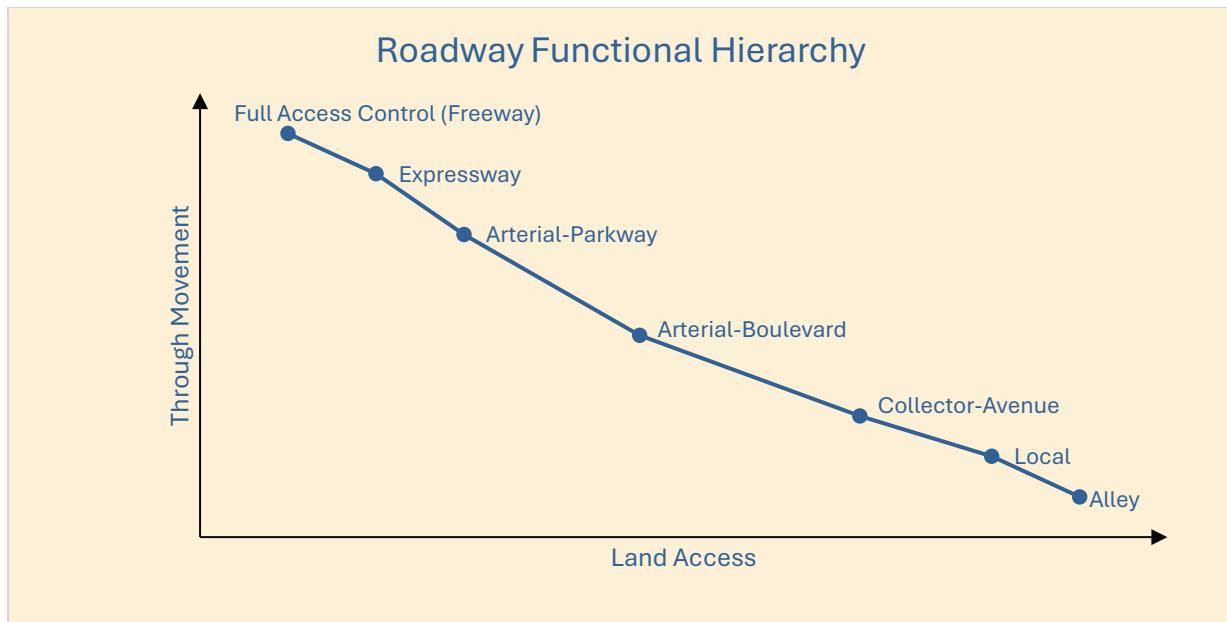 Roadway Functional Hierarchy
Full Access Control (Freeway)
Expressway
Arterial-Parkway
Arterial-Boulevard
Collector-Avenue
Local
Alley
Through Movement
Land Access